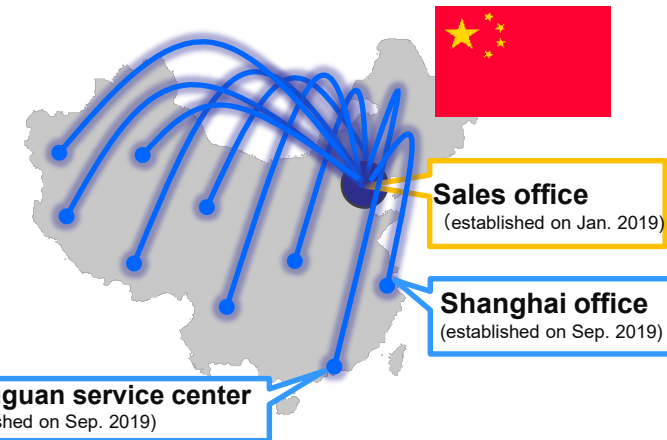 Sales office
(established on Jan. 2019)
Shanghai office
(established on Sep. 2019)
guan service center
shed on Sep. 2019)